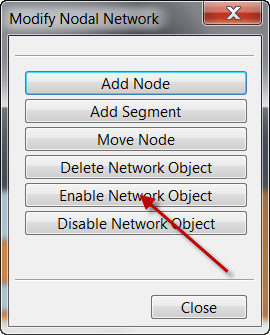 Modify Nodal Network
Add Node
Add Segment
Move Node
Delete Network Object
Enable Network Object
Disable Network Object
Close